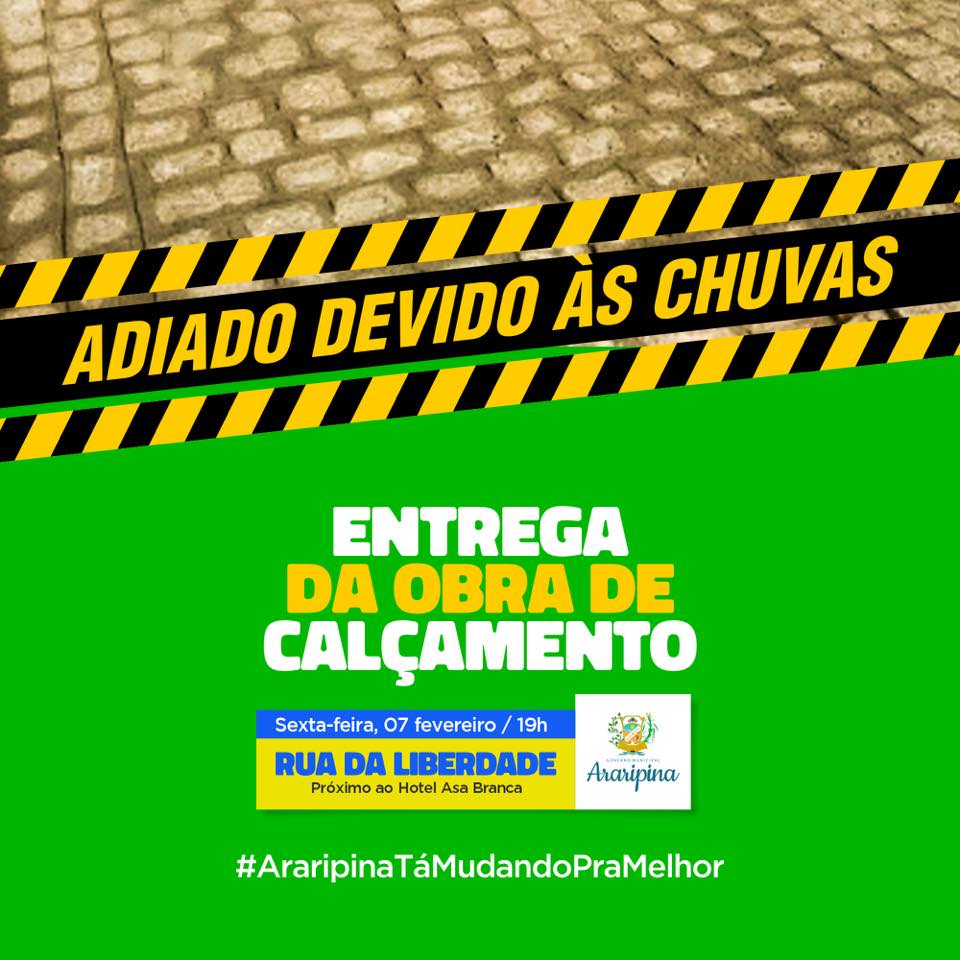 ADIADO DEVIDO ÀS CHUVAS
ENTREGA
DA OBRA DE
CALÇAMENTO
Sexta-feira, 07 fevereiro / 19h
RUA DA LIBERDADE
Próximo ao Hotel Asa Branca
GOVERNO MUNICIPAL
Araripina
#AraripinaTáMudandoPraMelhor